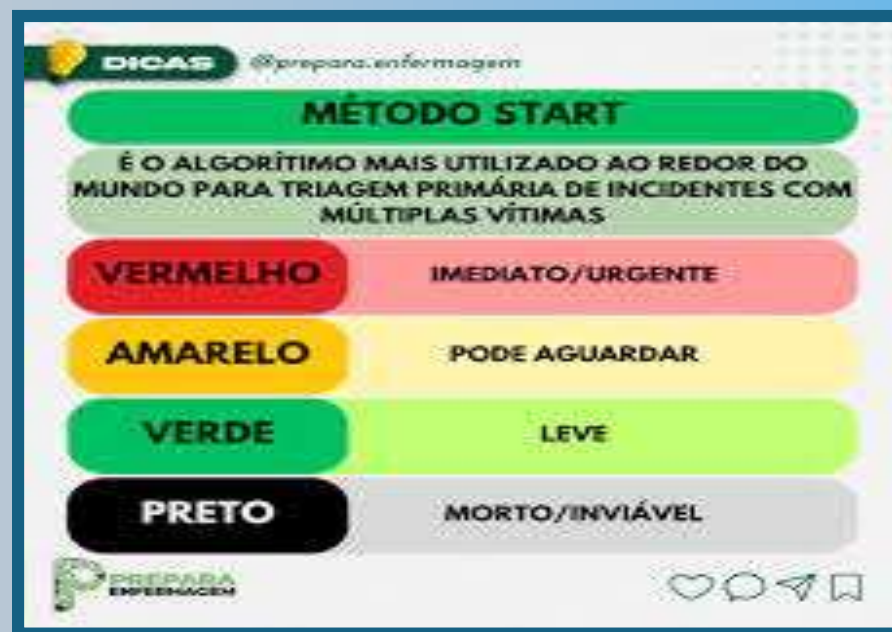 DICAS @prepara.enfermagem
MÉTODO START
É O ALGORÍTIMO MAIS UTILIZADO AO REDOR DO
MUNDO PARA TRIAGEM PRIMÁRIA DE INCIDENTES COM
MÚLTIPLAS VÍTIMAS
VERMELHO IMEDIATO/URGENTE
AMARELO PODE AGUARDAR
VERDE LEVE
PRETO MORTO/INVIÁVEL
PREPARA
ENFERMAGEM